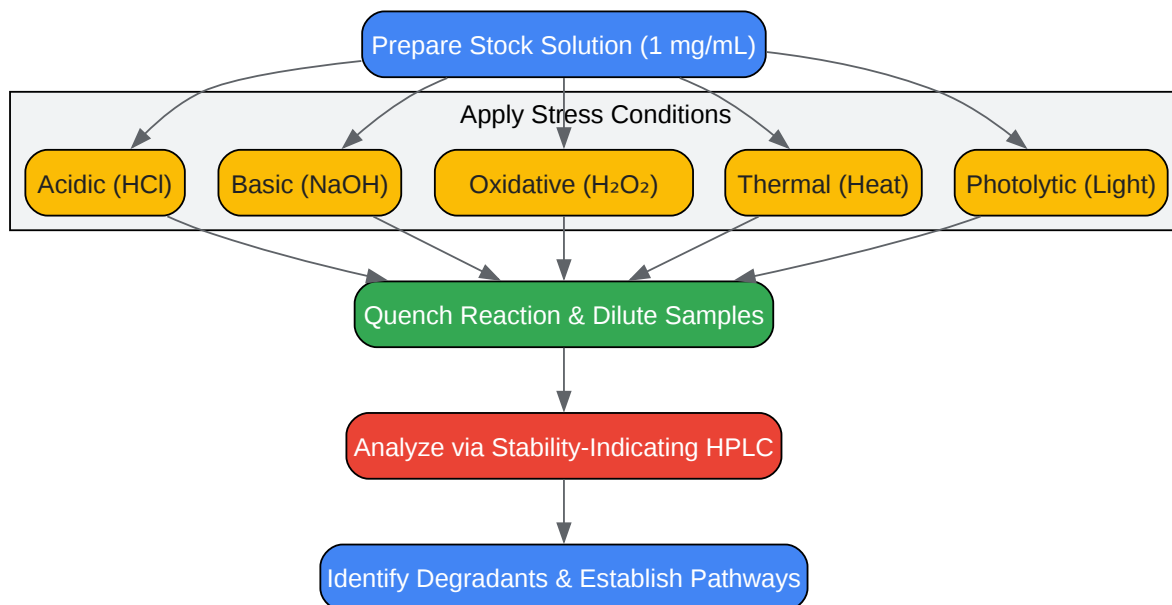 Prepare Stock Solution (1 mg/mL)
Apply Stress Conditions
Acidic (HCl)
Basic (NaOH)
Oxidative (H₂O₂)
Thermal (Heat)
Photolytic (Light)
Quench Reaction & Dilute Samples
Analyze via Stability-Indicating HPLC
Identify Degradants & Establish Pathways